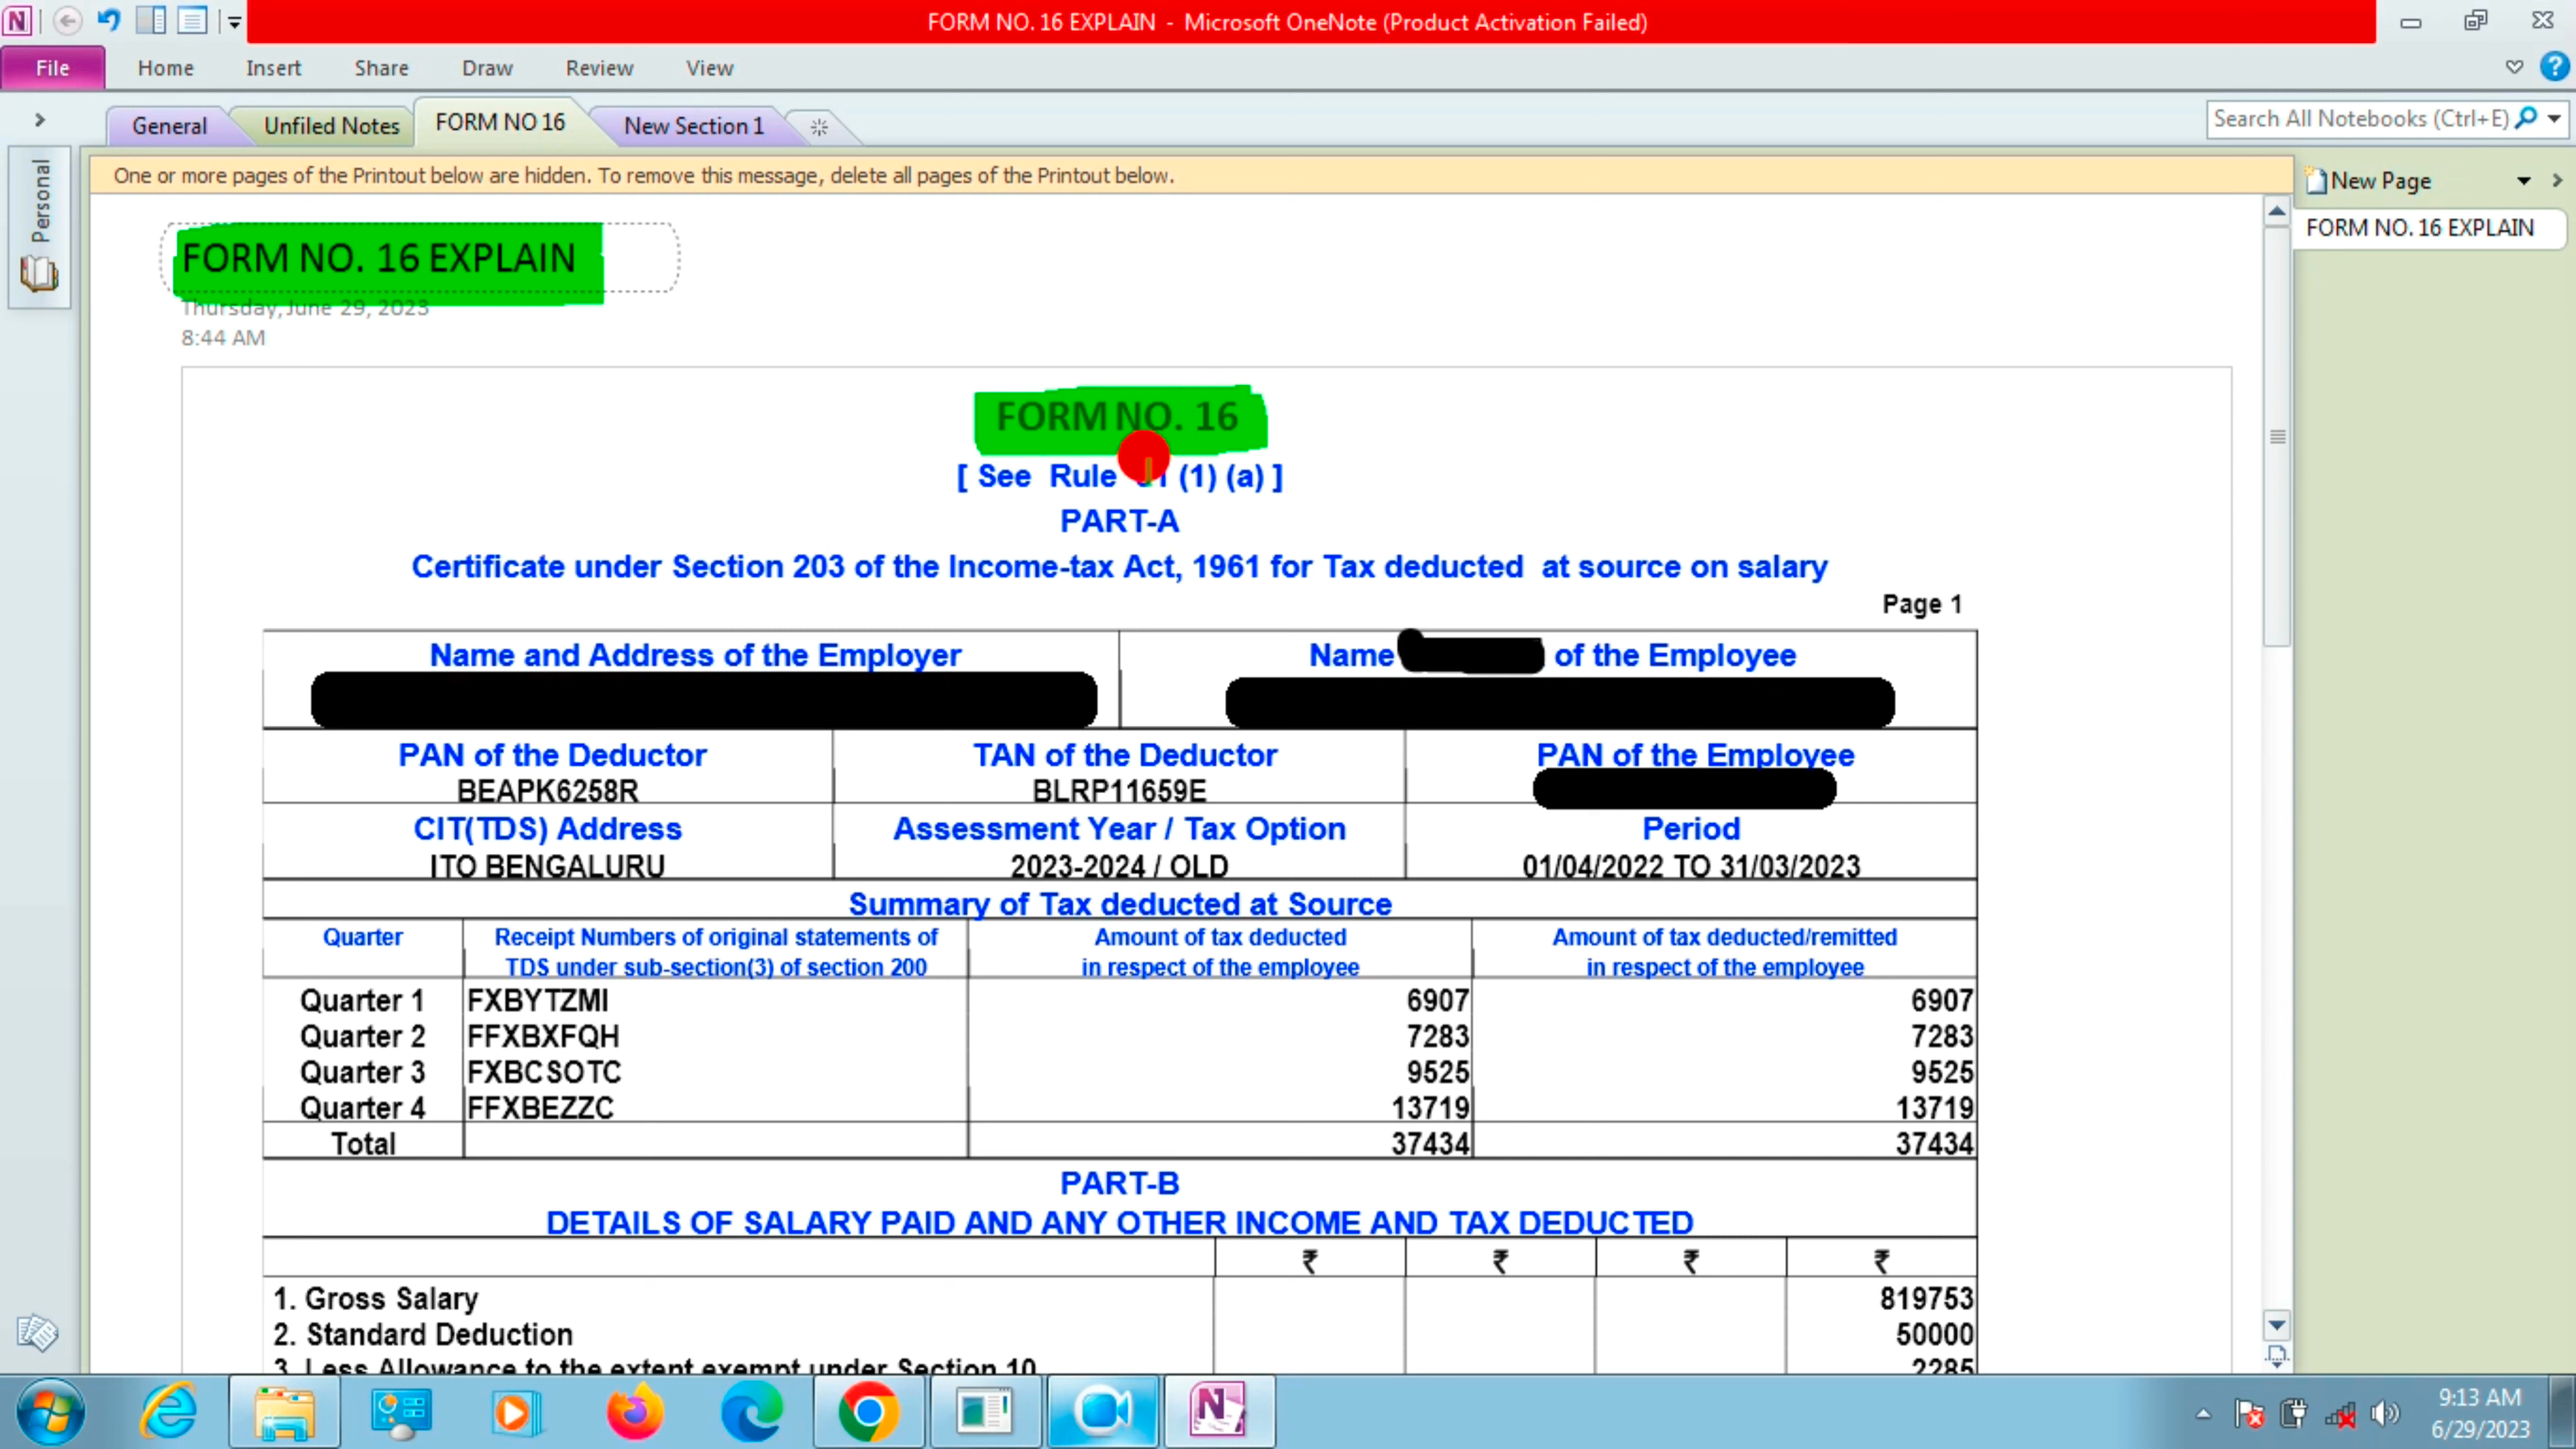 FORM NO. 16 EXPLAIN - Microsoft OneNote (Product Activation Failed)
File Home Insert Share Draw Review View
General Unfiled Notes FORM NO 16 New Section 1 Search All Notebooks (Ctrl+E)
Personal
One or more pages of the Printout below are hidden. To remove this message, delete all pages of the Printout below.
New Page
FORM NO. 16 EXPLAIN
FORM NO. 16 EXPLAIN
Thursday, June 29, 2023
8:44 AM
FORM NO. 16
[ See Rule (1) (a) ]
PART-A
Certificate under Section 203 of the Income-tax Act, 1961 for Tax deducted at source on salary
Page 1
Name and Address of the Employer Name of the Employee
PAN of the Deductor TAN of the Deductor PAN of the Employee
BEAPK6258R BLRP11659E
CIT(TDS) Address Assessment Year / Tax Option Period
ITO BENGALURU 2023-2024 / OLD 01/04/2022 TO 31/03/2023
Summary of Tax deducted at Source
Quarter Receipt Numbers of original statements of Amount of tax deducted Amount of tax deducted/remitted
TDS under sub-section(3) of section 200 in respect of the employee in respect of the employee
Quarter 1 FXBYTZMI 6907 6907
Quarter 2 FFXBXFQH 7283 7283
Quarter 3 FXBCSOTC 9525 9525
Quarter 4 FFXBEZZC 13719 13719
Total 37434 37434
PART-B
DETAILS OF SALARY PAID AND ANY OTHER INCOME AND TAX DEDUCTED
₹ ₹ ₹ ₹
1. Gross Salary 819753
2. Standard Deduction 50000
3. Less Allowance to the extent exempt under Section 10 2285
9:13 AM
6/29/2023